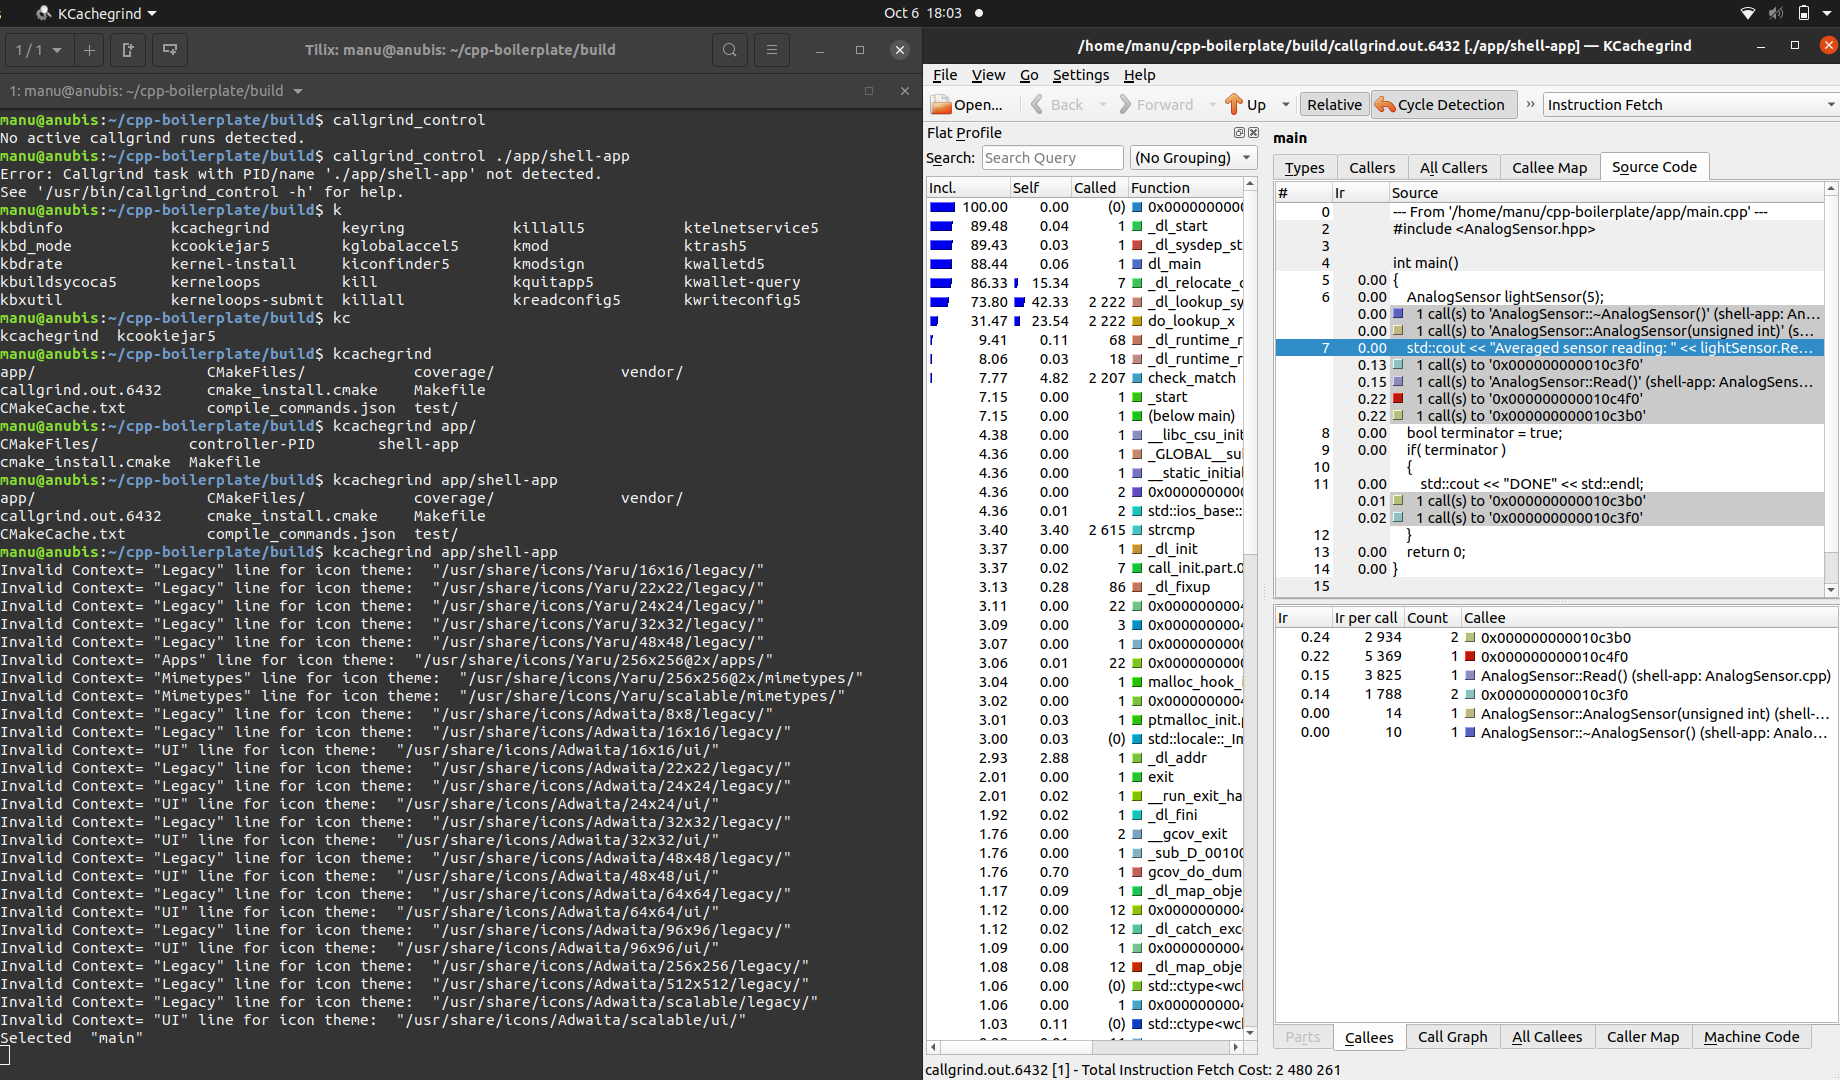 KCachegrind
Oct 6 18:03
1 / 1
Tilix: manu@anubis: ~/cpp-boilerplate/build
1: manu@anubis: ~/cpp-boilerplate/build
manu@anubis:~/cpp-boilerplate/build$ callgrind_control
No active callgrind runs detected.
manu@anubis:~/cpp-boilerplate/build$ callgrind_control ./app/shell-app
Error: Callgrind task with PID/name './app/shell-app' not detected.
See '/usr/bin/callgrind_control -h' for help.
manu@anubis:~/cpp-boilerplate/build$ k
kbdinfo kcachegrind keyring killall5 ktelnetservice5
kbd_mode kcookiejar5 kglobalaccel5 kmod ktrash5
kbdrate kernel-install kiconfinder5 kmodsign kwalletd5
kbuildsycoca5 kerneloops kill kquitapp5 kwallet-query
kbxutil kerneloops-submit killall kreadconfig5 kwriteconfig5
manu@anubis:~/cpp-boilerplate/build$ kc
kcachegrind kcookiejar5
manu@anubis:~/cpp-boilerplate/build$ kcachegrind
app/ CMakeFiles/ coverage/ vendor/
callgrind.out.6432 cmake_install.cmake Makefile
CMakeCache.txt compile_commands.json test/
manu@anubis:~/cpp-boilerplate/build$ kcachegrind app/
CMakeFiles/ controller-PID shell-app
cmake_install.cmake Makefile
manu@anubis:~/cpp-boilerplate/build$ kcachegrind app/shell-app
app/ CMakeFiles/ coverage/ vendor/
callgrind.out.6432 cmake_install.cmake Makefile
CMakeCache.txt compile_commands.json test/
manu@anubis:~/cpp-boilerplate/build$ kcachegrind app/shell-app
Invalid Context= "Legacy" line for icon theme: "/usr/share/icons/Yaru/16x16/legacy/"
Invalid Context= "Legacy" line for icon theme: "/usr/share/icons/Yaru/22x22/legacy/"
Invalid Context= "Legacy" line for icon theme: "/usr/share/icons/Yaru/24x24/legacy/"
Invalid Context= "Legacy" line for icon theme: "/usr/share/icons/Yaru/32x32/legacy/"
Invalid Context= "Legacy" line for icon theme: "/usr/share/icons/Yaru/48x48/legacy/"
Invalid Context= "Apps" line for icon theme: "/usr/share/icons/Yaru/256x256@2x/apps/"
Invalid Context= "Mimetypes" line for icon theme: "/usr/share/icons/Yaru/256x256@2x/mimetypes/"
Invalid Context= "Mimetypes" line for icon theme: "/usr/share/icons/Yaru/scalable/mimetypes/"
Invalid Context= "Legacy" line for icon theme: "/usr/share/icons/Adwaita/8x8/legacy/"
Invalid Context= "Legacy" line for icon theme: "/usr/share/icons/Adwaita/16x16/legacy/"
Invalid Context= "UI" line for icon theme: "/usr/share/icons/Adwaita/16x16/ui/"
Invalid Context= "Legacy" line for icon theme: "/usr/share/icons/Adwaita/22x22/legacy/"
Invalid Context= "Legacy" line for icon theme: "/usr/share/icons/Adwaita/24x24/legacy/"
Invalid Context= "UI" line for icon theme: "/usr/share/icons/Adwaita/24x24/ui/"
Invalid Context= "Legacy" line for icon theme: "/usr/share/icons/Adwaita/32x32/legacy/"
Invalid Context= "UI" line for icon theme: "/usr/share/icons/Adwaita/32x32/ui/"
Invalid Context= "Legacy" line for icon theme: "/usr/share/icons/Adwaita/48x48/legacy/"
Invalid Context= "UI" line for icon theme: "/usr/share/icons/Adwaita/48x48/ui/"
Invalid Context= "Legacy" line for icon theme: "/usr/share/icons/Adwaita/64x64/legacy/"
Invalid Context= "UI" line for icon theme: "/usr/share/icons/Adwaita/64x64/ui/"
Invalid Context= "Legacy" line for icon theme: "/usr/share/icons/Adwaita/96x96/legacy/"
Invalid Context= "UI" line for icon theme: "/usr/share/icons/Adwaita/96x96/ui/"
Invalid Context= "Legacy" line for icon theme: "/usr/share/icons/Adwaita/256x256/legacy/"
Invalid Context= "Legacy" line for icon theme: "/usr/share/icons/Adwaita/512x512/legacy/"
Invalid Context= "Legacy" line for icon theme: "/usr/share/icons/Adwaita/scalable/legacy/"
Invalid Context= "UI" line for icon theme: "/usr/share/icons/Adwaita/scalable/ui/"
Selected "main"
/home/manu/cpp-boilerplate/build/callgrind.out.6432 [./app/shell-app] — KCachegrind
File View Go Settings Help
Open... Back Forward Up Relative Cycle Detection » Instruction Fetch
Flat Profile
Search: Search Query (No Grouping)
Incl. Self Called Function
100.00 0.00 (0) 0x0000000000
89.48 0.04 1 _dl_start
89.43 0.03 1 _dl_sysdep_st
88.44 0.06 1 dl_main
86.33 15.34 7 _dl_relocate_o
73.80 42.33 2 222 _dl_lookup_sy
31.47 23.54 2 222 do_lookup_x
9.41 0.11 68 _dl_runtime_r
8.06 0.03 18 _dl_runtime_r
7.77 4.82 2 207 check_match
7.15 0.00 1 _start
7.15 0.00 1 (below main)
4.38 0.00 1 __libc_csu_init
4.36 0.00 1 _GLOBAL__su
4.36 0.00 1 __static_initial
4.36 0.00 2 0x0000000000
4.36 0.01 2 std::ios_base::
3.40 3.40 2 615 strcmp
3.37 0.00 1 _dl_init
3.37 0.02 7 call_init.part.0
3.13 0.28 86 _dl_fixup
3.11 0.00 22 0x0000000004
3.09 0.00 3 0x0000000000
3.07 0.00 1 0x0000000000
3.06 0.01 22 0x0000000000
3.04 0.00 1 malloc_hook_i
3.02 0.00 1 0x0000000004
3.01 0.03 1 ptmalloc_init.p
3.00 0.03 (0) std::locale::_Im
2.93 2.88 1 _dl_addr
2.01 0.00 1 exit
2.01 0.02 1 __run_exit_ha
1.92 0.02 1 _dl_fini
1.76 0.00 2 __gcov_exit
1.76 0.00 1 _sub_D_00100
1.76 0.70 1 gcov_do_dum
1.17 0.09 1 _dl_map_obje
1.12 0.00 12 0x0000000004
1.12 0.02 12 _dl_catch_exce
1.09 0.00 1 0x0000000004
1.08 0.08 12 _dl_map_obje
1.06 0.00 (0) std::ctype<wcl
1.06 0.00 1 0x0000000004
1.03 0.11 (0) std::ctype<wcl
main
Types Callers All Callers Callee Map Source Code
# Ir Source
0 --- From '/home/manu/cpp-boilerplate/app/main.cpp' ---
2 #include <AnalogSensor.hpp>
3
4 int main()
5 0.00 {
6 0.00 AnalogSensor lightSensor(5);
0.00 1 call(s) to 'AnalogSensor::~AnalogSensor()' (shell-app: An...
0.00 1 call(s) to 'AnalogSensor::AnalogSensor(unsigned int)' (s...
7 0.00 std::cout << "Averaged sensor reading: " << lightSensor.Re...
0.13 1 call(s) to '0x000000000010c3f0'
0.15 1 call(s) to 'AnalogSensor::Read()' (shell-app: AnalogSens...
0.22 1 call(s) to '0x000000000010c4f0'
0.22 1 call(s) to '0x000000000010c3b0'
8 0.00 bool terminator = true;
9 0.00 if( terminator )
10 {
11 0.00 std::cout << "DONE" << std::endl;
0.01 1 call(s) to '0x000000000010c3b0'
0.02 1 call(s) to '0x000000000010c3f0'
12 }
13 0.00 return 0;
14 0.00 }
15
Ir Ir per call Count Callee
0.24 2 934 2 0x000000000010c3b0
0.22 5 369 1 0x000000000010c4f0
0.15 3 825 1 AnalogSensor::Read() (shell-app: AnalogSensor.cpp)
0.14 1 788 2 0x000000000010c3f0
0.00 14 1 AnalogSensor::AnalogSensor(unsigned int) (shell-...
0.00 10 1 AnalogSensor::~AnalogSensor() (shell-app: Analo...
Parts Callees Call Graph All Callees Caller Map Machine Code
callgrind.out.6432 [1] - Total Instruction Fetch Cost: 2 480 261